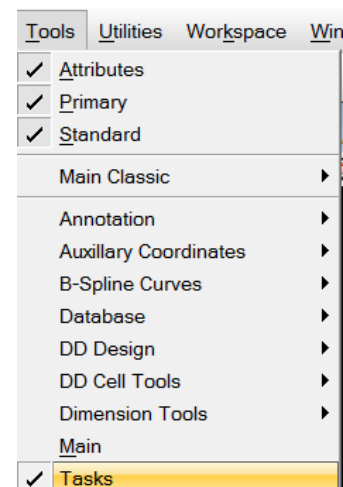 Tools Utilities Workspace Win
Attributes
Primary
Standard
Main Classic
Annotation
Auxillary Coordinates
B-Spline Curves
Database
DD Design
DD Cell Tools
Dimension Tools
Main
Tasks